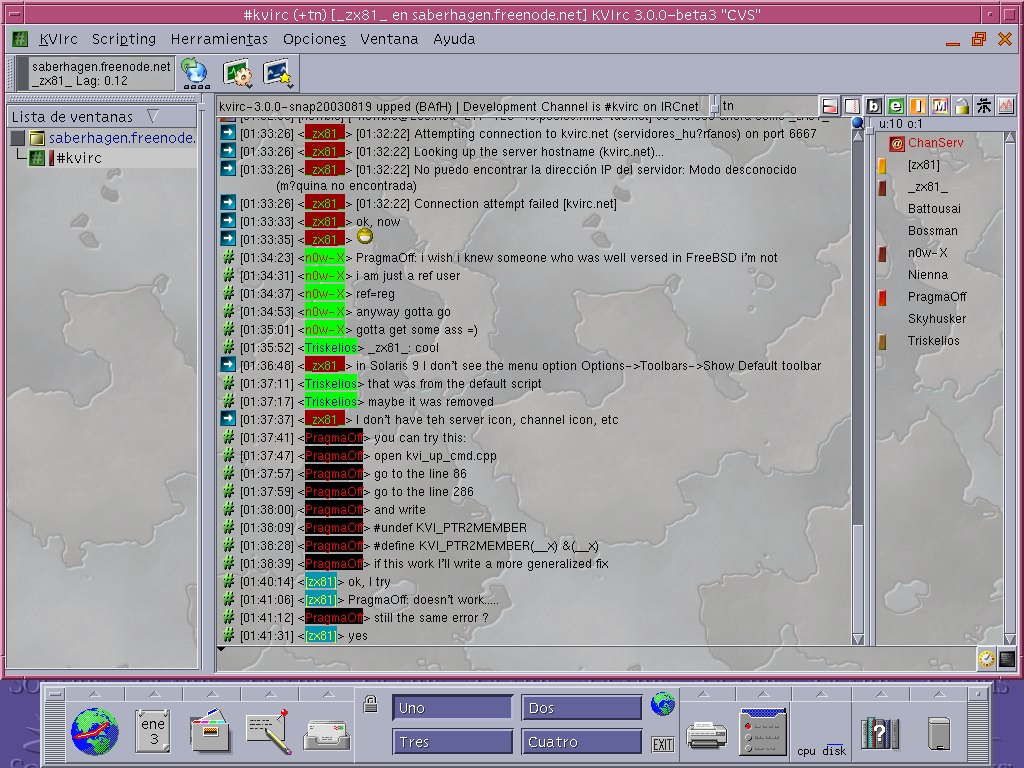 #kvirc (+tn) [_zx81_ en saberhagen.freenode.net] KVIrc 3.0.0-beta3 "CVS"
KVIrc Scripting Herramientas Opciones Ventana Ayuda
saberhagen.freenode.net
_zx81_ Lag: 0.12
kvirc-3.0.0-snap20030819 upped (BAfH) | Development Channel is #kvirc on IRCnet
tn
Lista de ventanas
saberhagen.freenode.
#kvirc
u:10 o:1
[01:33:26] <_zx81_> [01:32:22] Attempting connection to kvirc.net (servidores_hu?rfanos) on port 6667
[01:33:26] <_zx81_> [01:32:22] Looking up the server hostname (kvirc.net)...
[01:33:26] <_zx81_> [01:32:22] No puedo encontrar la dirección IP del servidor: Modo desconocido
(m?quina no encontrada)
[01:33:26] <_zx81_> [01:32:22] Connection attempt failed [kvirc.net]
[01:33:33] <_zx81_> ok, now
[01:33:35] <_zx81_>
[01:34:23] <n0w-X> PragmaOff: i wish i knew someone who was well versed in FreeBSD i'm not
[01:34:31] <n0w-X> i am just a ref user
[01:34:37] <n0w-X> ref=reg
[01:34:53] <n0w-X> anyway gotta go
[01:35:01] <n0w-X> gotta get some ass =)
[01:35:52] <Triskelios> _zx81_: cool
[01:36:48] <_zx81_> in Solaris 9 I don't see the menu option Options->Toolbars->Show Default toolbar
[01:37:11] <Triskelios> that was from the default script
[01:37:17] <Triskelios> maybe it was removed
[01:37:37] <_zx81_> I don't have teh server icon, channel icon, etc
[01:37:41] <PragmaOff> you can try this:
[01:37:47] <PragmaOff> open kvi_up_cmd.cpp
[01:37:57] <PragmaOff> go to the line 86
[01:37:59] <PragmaOff> go to the line 286
[01:38:00] <PragmaOff> and write
[01:38:09] <PragmaOff> #undef KVI_PTR2MEMBER
[01:38:28] <PragmaOff> #define KVI_PTR2MEMBER(__x) &(__x)
[01:38:39] <PragmaOff> if this work I'll write a more generalized fix
[01:40:14] <[zx81]> ok, I try
[01:41:06] <[zx81]> PragmaOff: doesn't work.....
[01:41:12] <PragmaOff> still the same error ?
[01:41:31] <[zx81]> yes
@ ChanServ
[zx81]
_zx81_
Battousai
Bossman
n0w-X
Nienna
PragmaOff
Skyhusker
Triskelios
ene
3
Uno
Dos
Tres
Cuatro
EXIT
cpu disk
?